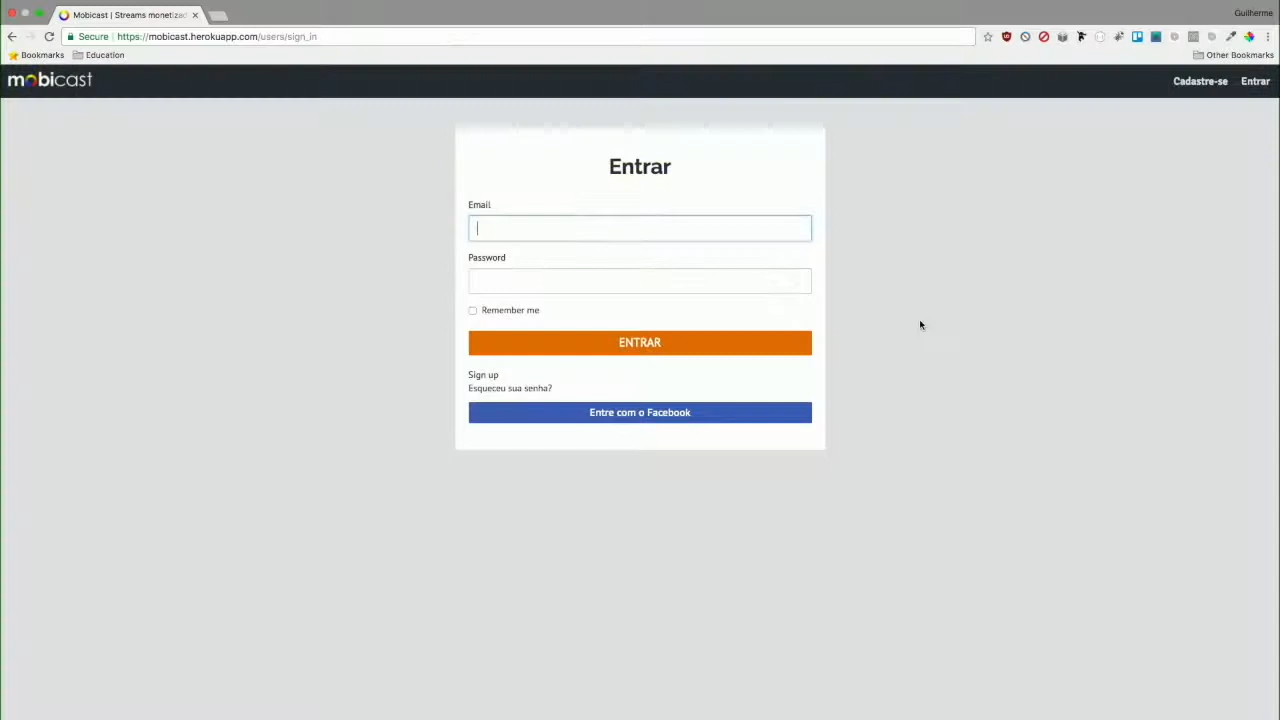 Mobicast | Streams monetiza
Guilherme
Secure | https://mobicast.herokuapp.com/users/sign_in
Bookmarks
Education
Other Bookmarks
mobicast
Cadastre-se
Entrar
Entrar
Email
Password
Remember me
ENTRAR
Sign up
Esqueceu sua senha?
Entre com o Facebook